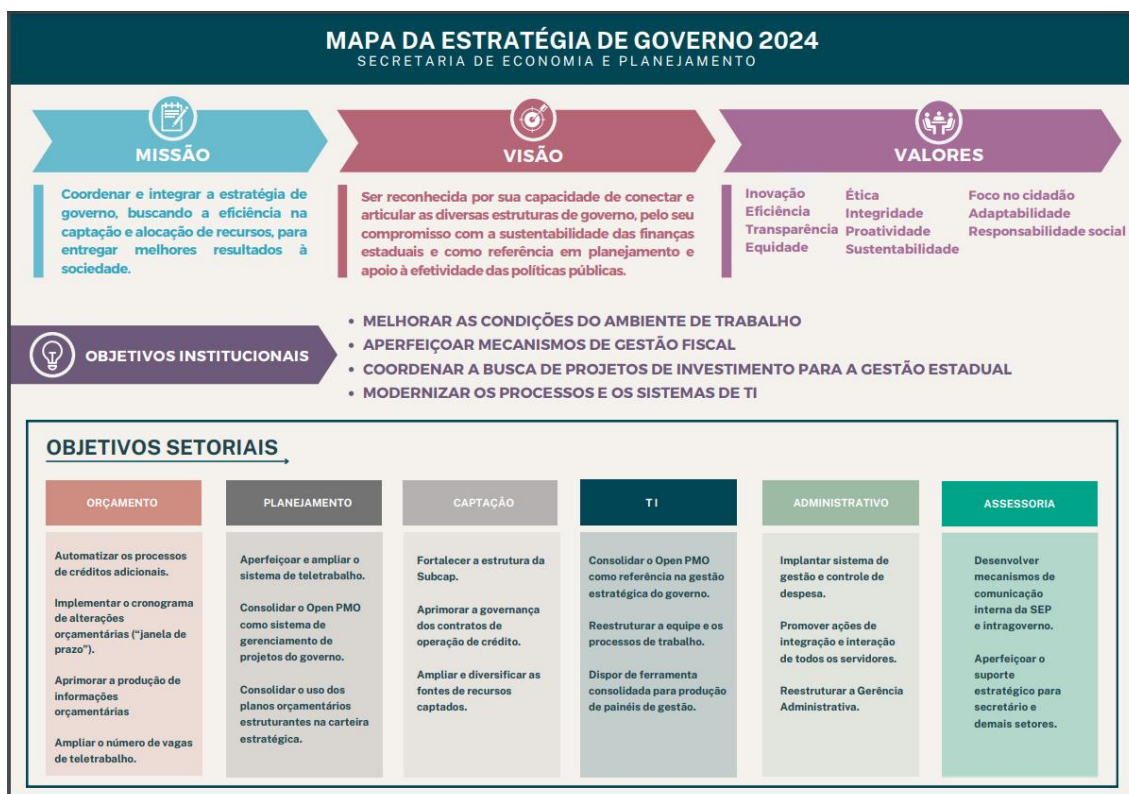 MAPA DA ESTRATÉGIA DE GOVERNO 2024
SECRETARIA DE ECONOMIA E PLANEJAMENTO
MISSÃO
Coordenar e integrar a estratégia de
governo, buscando a eficiência na
captação e alocação de recursos, para
entregar melhores resultados à
sociedade.
VISÃO
Ser reconhecida por sua capacidade de conectar e
articular as diversas estruturas de governo, pelo seu
compromisso com a sustentabilidade das finanças
estaduais e como referência em planejamento e
apoio à efetividade das políticas públicas.
VALORES
Inovação
Eficiência
Transparência
Equidade
Ética
Integridade
Proatividade
Sustentabilidade
Foco no cidadão
Adaptabilidade
Responsabilidade social
OBJETIVOS INSTITUCIONAIS
• MELHORAR AS CONDIÇÕES DO AMBIENTE DE TRABALHO
• APERFEIÇOAR MECANISMOS DE GESTÃO FISCAL
• COORDENAR A BUSCA DE PROJETOS DE INVESTIMENTO PARA A GESTÃO ESTADUAL
• MODERNIZAR OS PROCESSOS E OS SISTEMAS DE TI
OBJETIVOS SETORIAIS
ORÇAMENTO
Automatizar os processos
de créditos adicionais.
Implementar o cronograma
de alterações
orçamentárias (“janela de
prazo”).
Aprimorar a produção de
informações
orçamentárias
Ampliar o número de vagas
de teletrabalho.
PLANEJAMENTO
Aperfeiçoar e ampliar o
sistema de teletrabalho.
Consolidar o Open PMO
como sistema de
gerenciamento de
projetos do governo.
Consolidar o uso dos
planos orçamentários
estruturantes na carteira
estratégica.
CAPTAÇÃO
Fortalecer a estrutura da
Subcap.
Aprimorar a governança
dos contratos de
operação de crédito.
Ampliar e diversificar as
fontes de recursos
captados.
TI
Consolidar o Open PMO
como referência na gestão
estratégica do governo.
Reestruturar a equipe e os
processos de trabalho.
Dispor de ferramenta
consolidada para produção
de painéis de gestão.
ADMINISTRATIVO
Implantar sistema de
gestão e controle de
despesa.
Promover ações de
integração e interação
de todos os servidores.
Reestruturar a Gerência
Administrativa.
ASSESSORIA
Desenvolver
mecanismos de
comunicação
interna da SEP
e intragoverno.
Aperfeiçoar o
suporte
estratégico para
secretário e
demais setores.